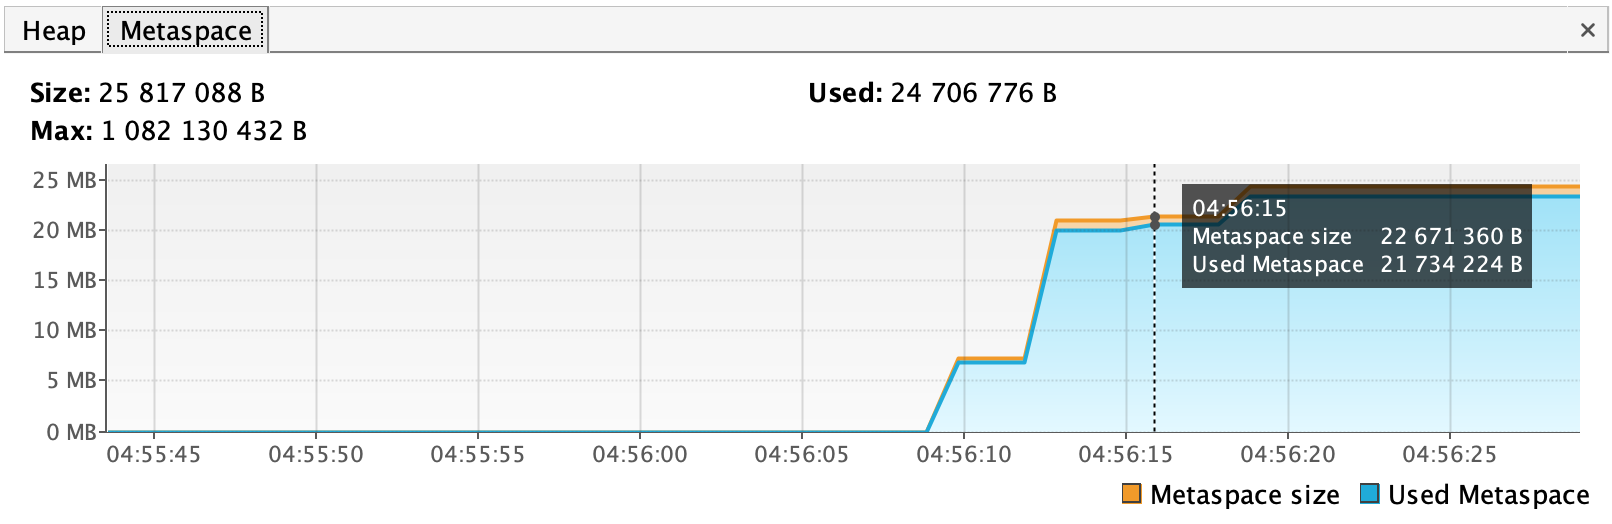 Heap Metaspace ×
Size: 25 817 088 B Used: 24 706 776 B
Max: 1 082 130 432 B
25 MB
20 MB
15 MB
10 MB
5 MB
0 MB
04:56:15
Metaspace size 22 671 360 B
Used Metaspace 21 734 224 B
04:55:45 04:55:50 04:55:55 04:56:00 04:56:05 04:56:10 04:56:15 04:56:20 04:56:25
Metaspace size Used Metaspace